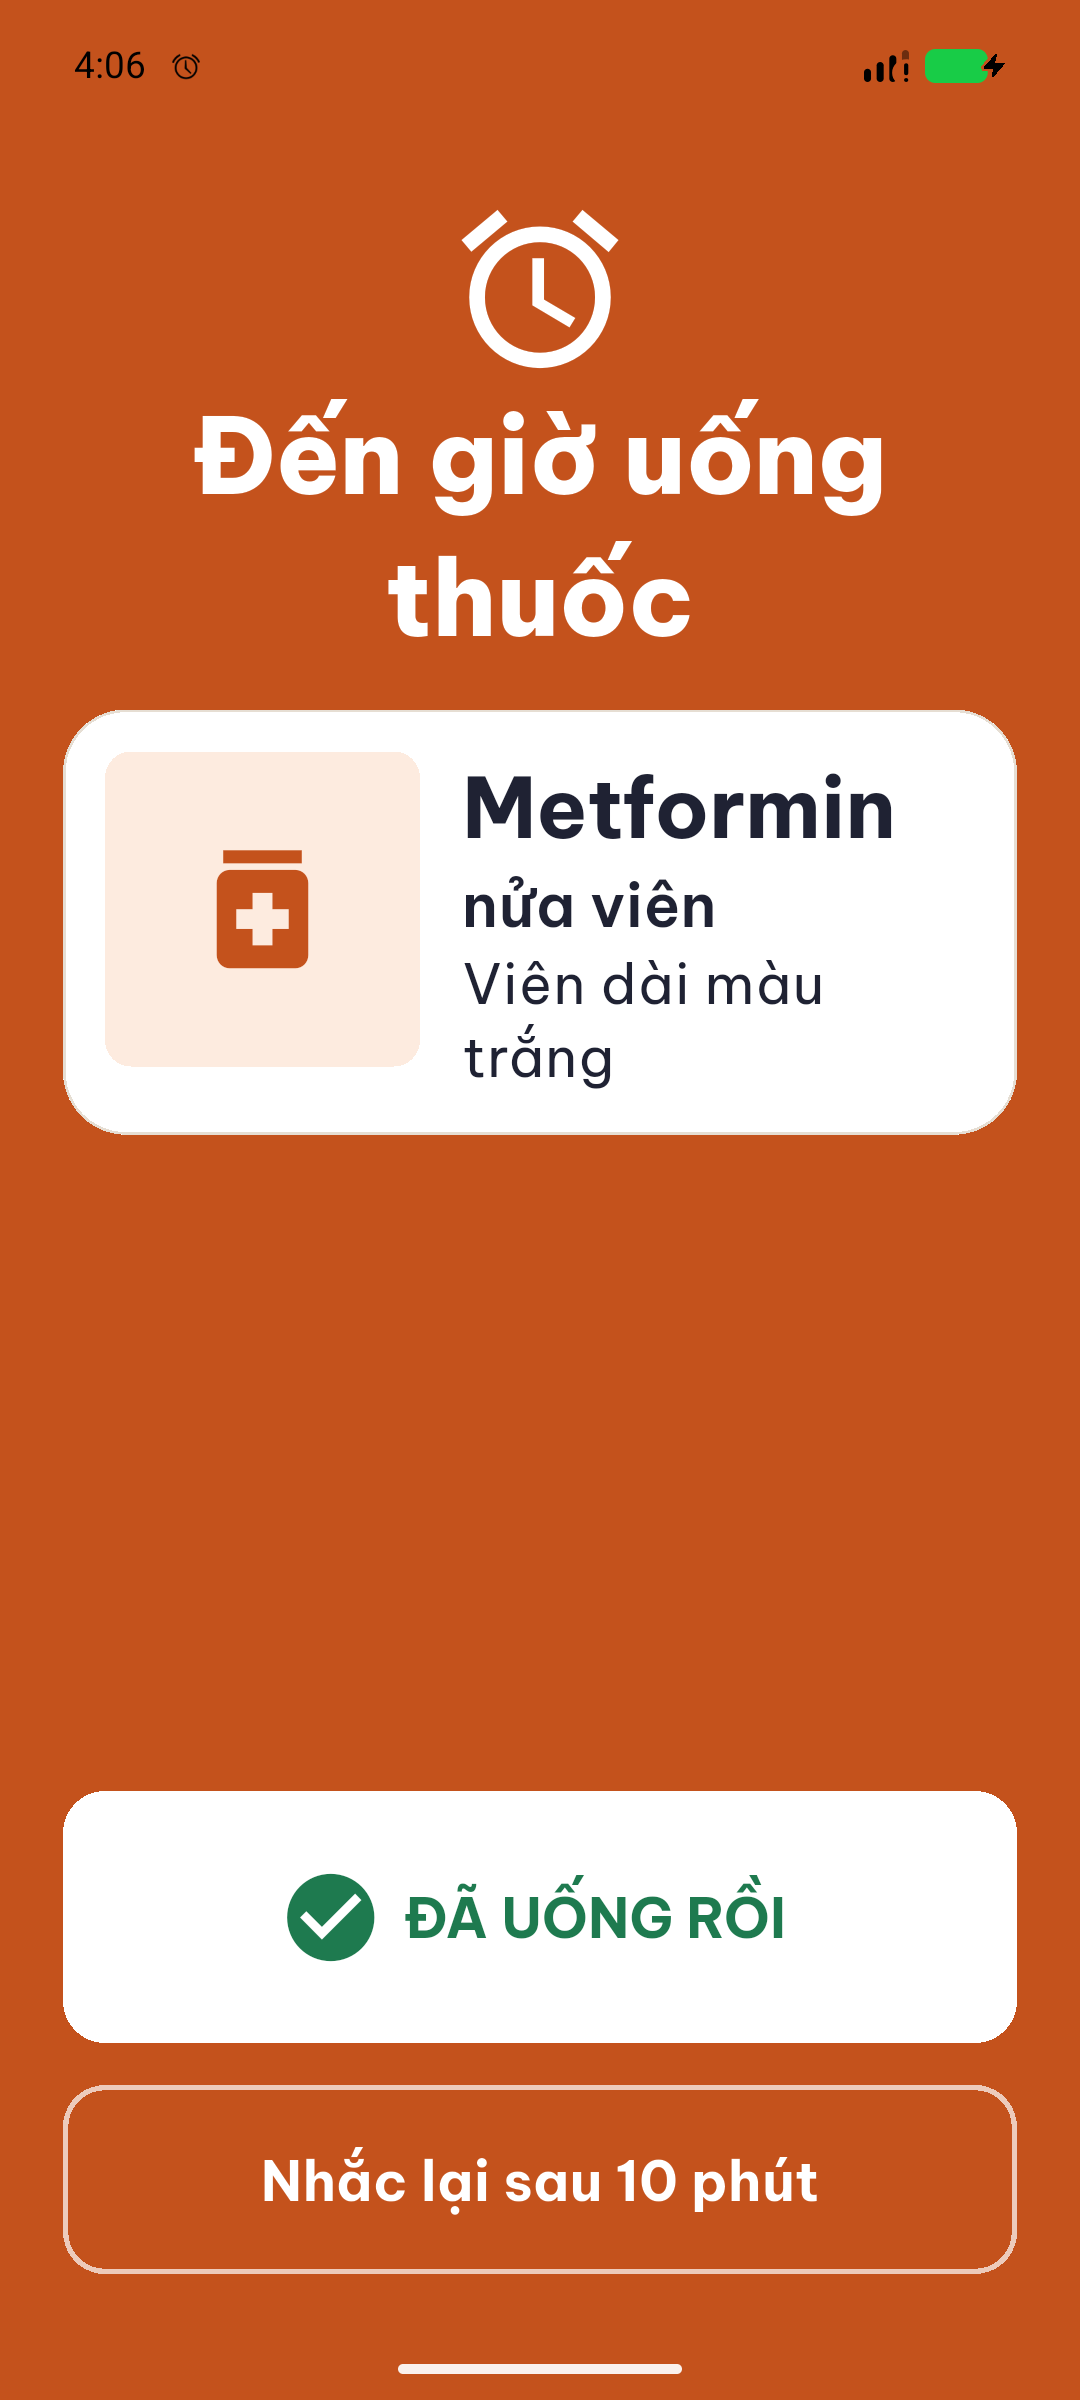 4:06
Đến giờ uống
thuốc
Metformin
nửa viên
Viên dài màu
trắng
ĐÃ UỐNG RỒI
Nhắc lại sau 10 phút